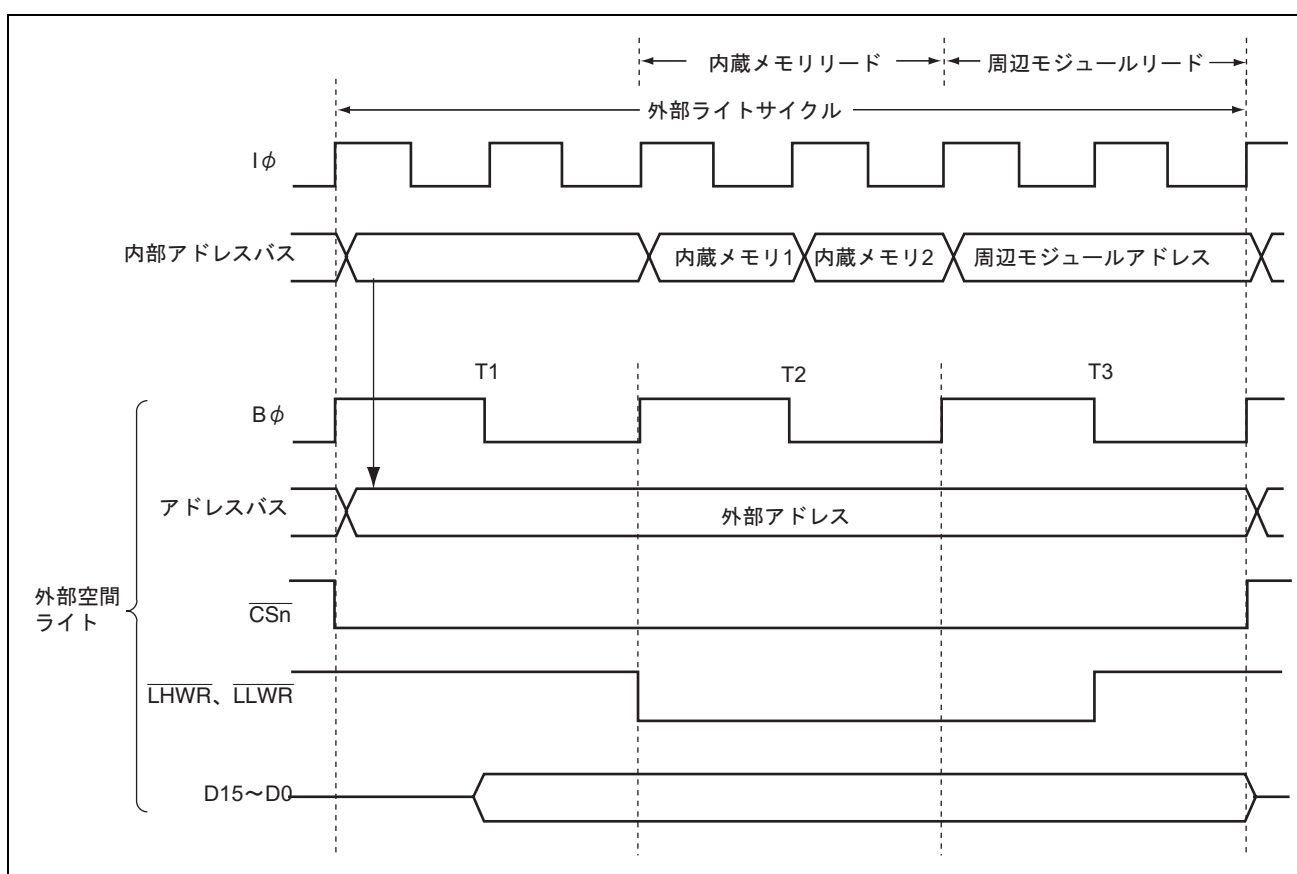 内蔵メモリリード 周辺モジュールリード
外部ライトサイクル
Iφ
内部アドレスバス 内蔵メモリ1 内蔵メモリ2 周辺モジュールアドレス
T1 T2 T3
Bφ
アドレスバス 外部アドレス
外部空間
ライト
CSn
LHWR、LLWR
D15～D0